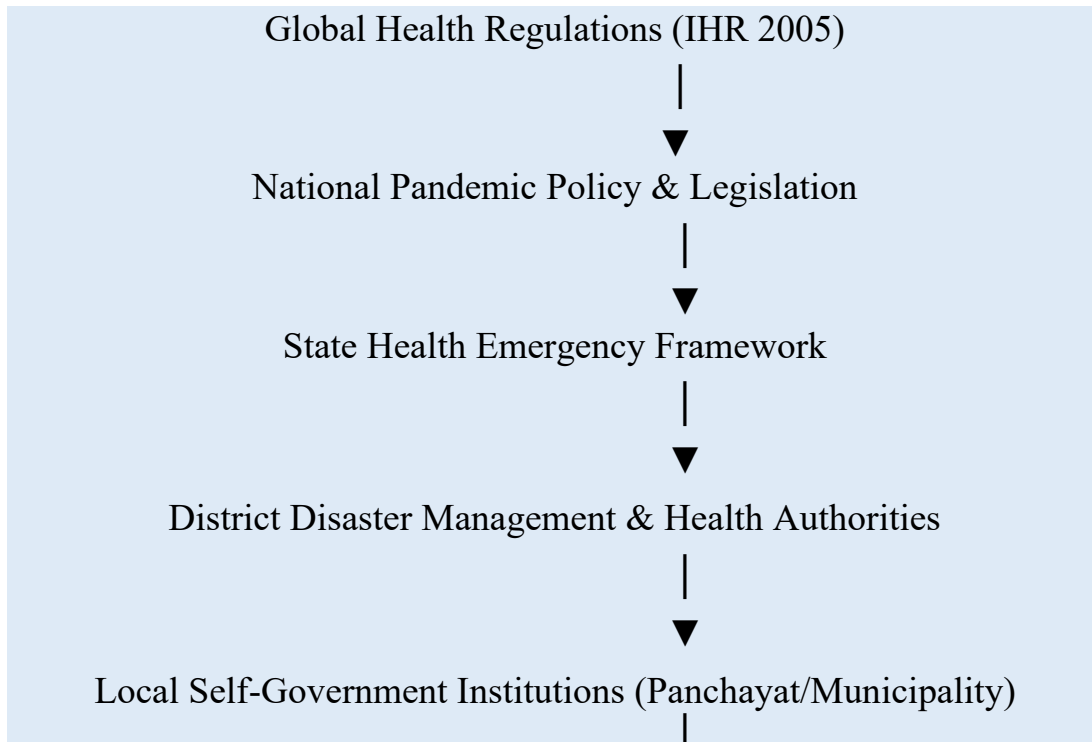 Global Health Regulations (IHR 2005)
National Pandemic Policy & Legislation
State Health Emergency Framework
District Disaster Management & Health Authorities
Local Self-Government Institutions (Panchayat/Municipality)